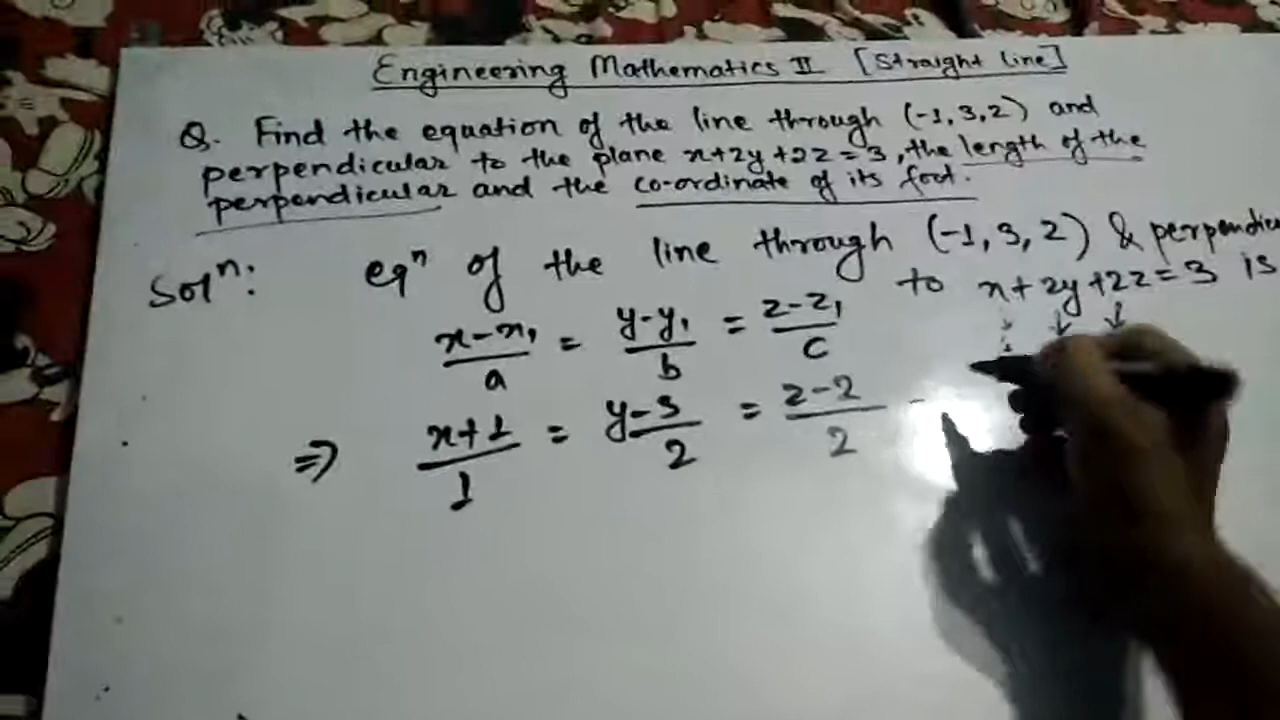 Engineering Mathematics II [Straight line]
Q. Find the equation of the line through (-1,3,2) and
perpendicular to the plane x+2y+2z=3, the length of the
perpendicular and the co-ordinate of its foot.
Solⁿ: eqⁿ of the line through (-1,3,2) &
to x+2y+2z=3 is
x-x₁/a = y-y₁/b = z-z₁/c
⇒ x+1/1 = y-3/2 = z-2/2